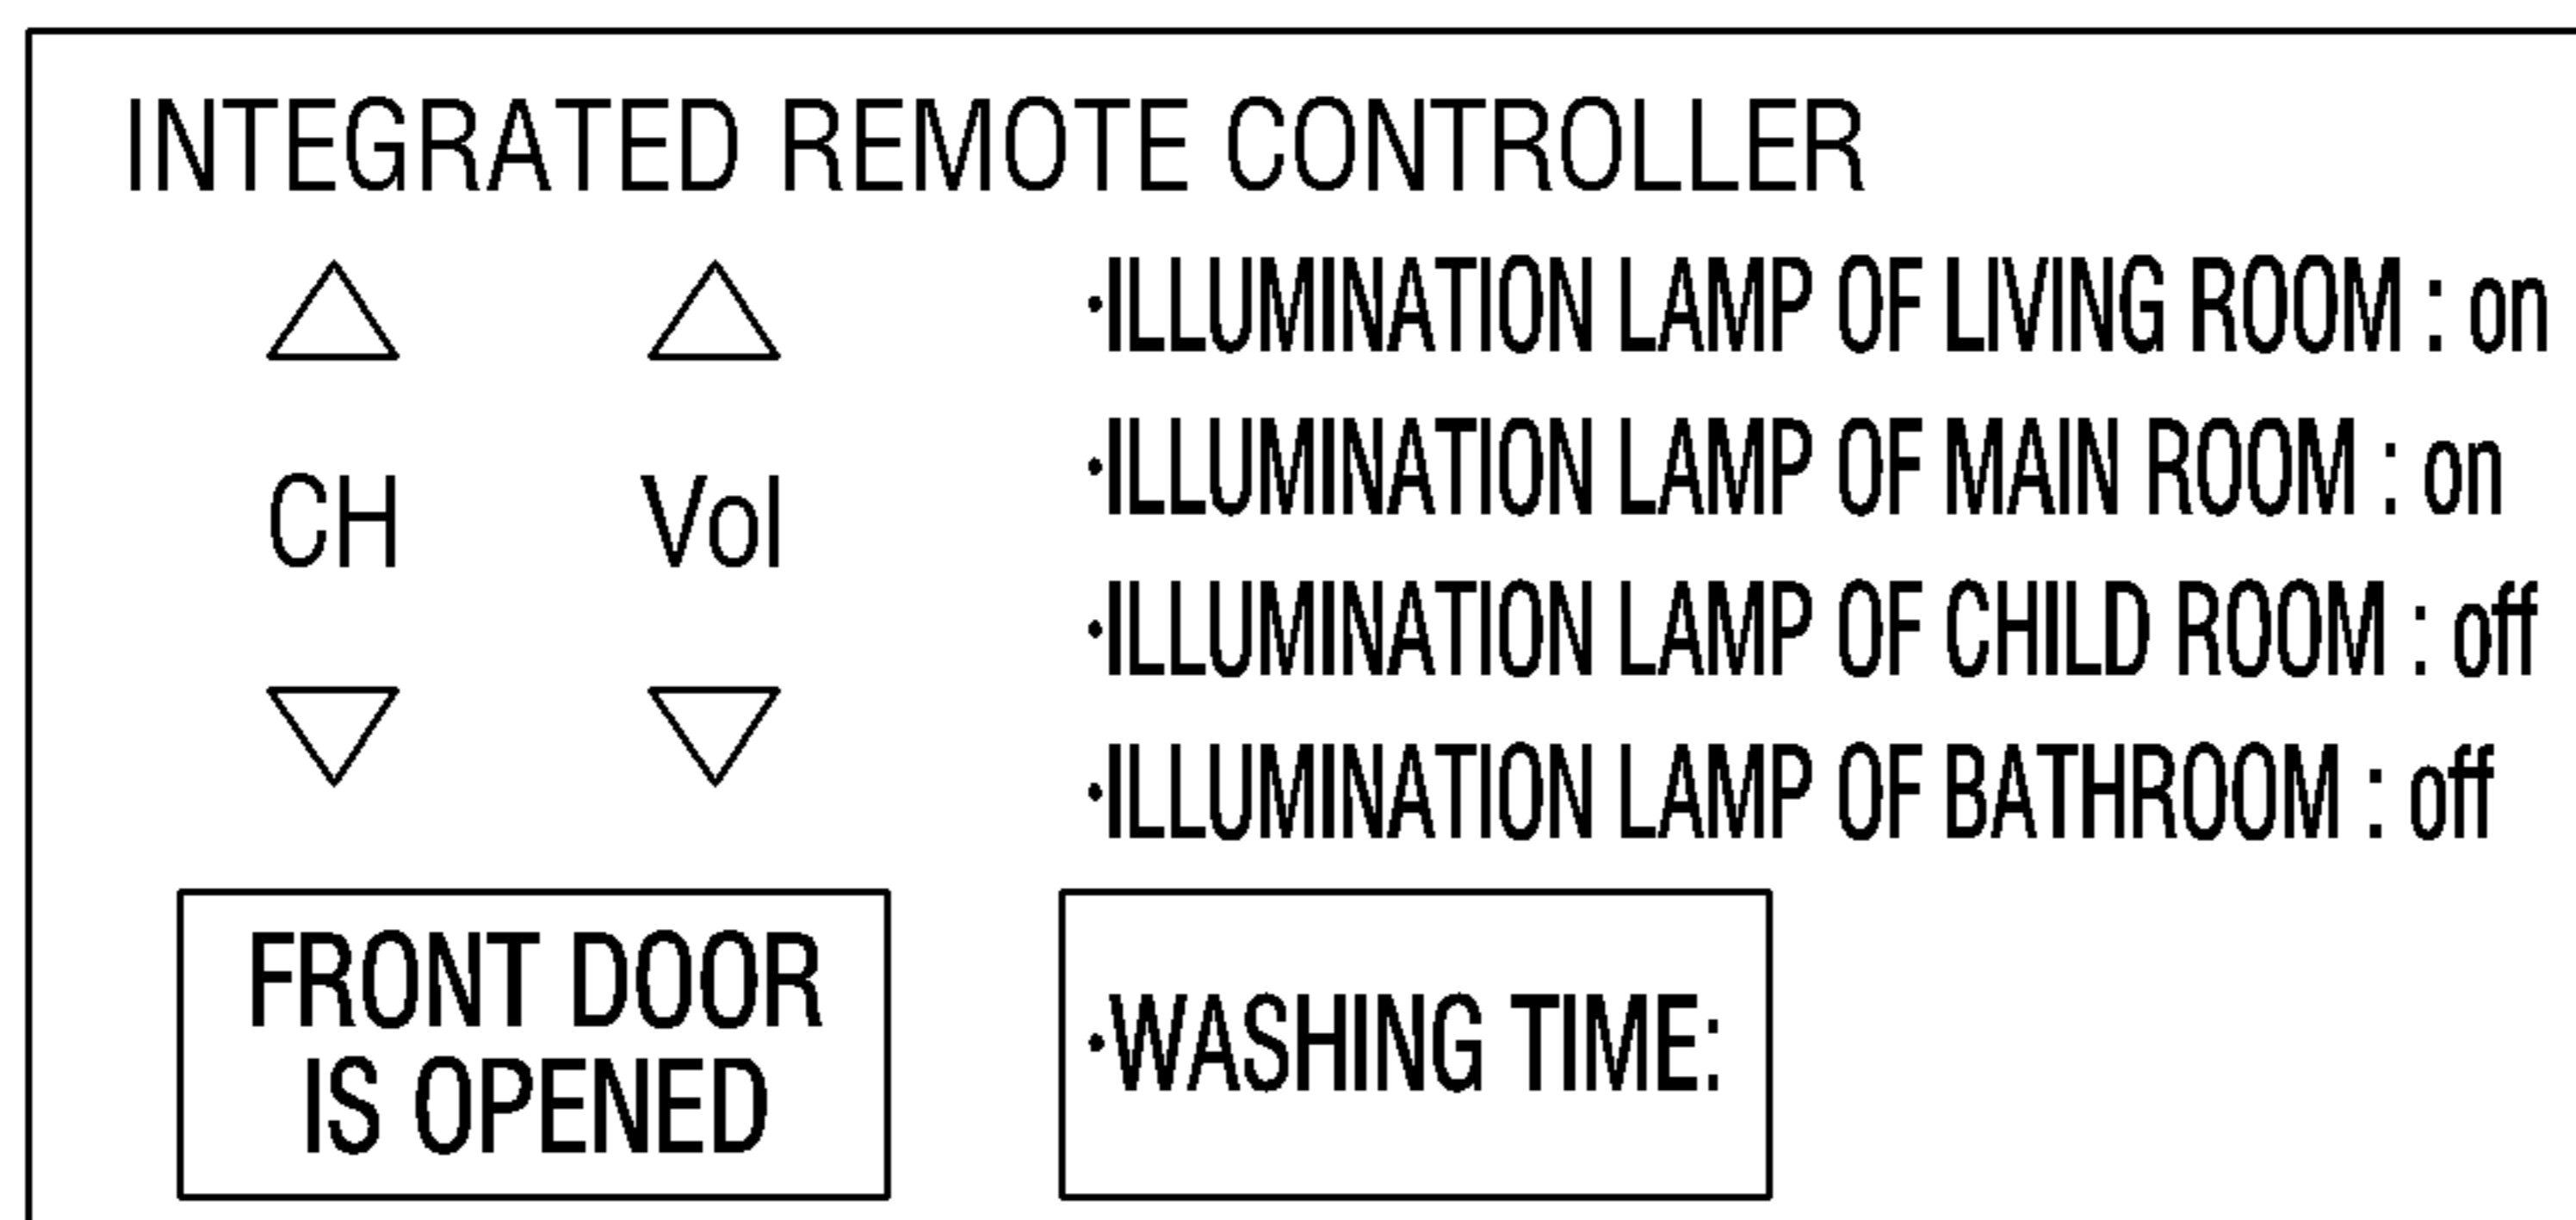 INTEGRATED REMOTE CONTROLLER
CH
Vol
·ILLUMINATION LAMP OF LIVING ROOM : on
·ILLUMINATION LAMP OF MAIN ROOM : on
·ILLUMINATION LAMP OF CHILD ROOM : off
·ILLUMINATION LAMP OF BATHROOM : off
FRONT DOOR
IS OPENED
·WASHING TIME: